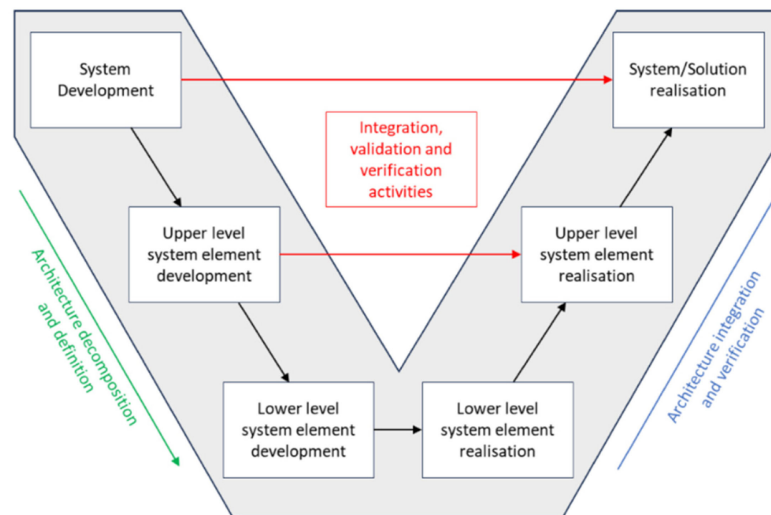 System
Development
System/Solution
realisation
Integration,
validation and
verification
activities
Upper level
system element
development
Upper level
system element
realisation
Architecture decomposition
and definition
Architecture integration
and verification
Lower level
system element
development
Lower level
system element
realisation